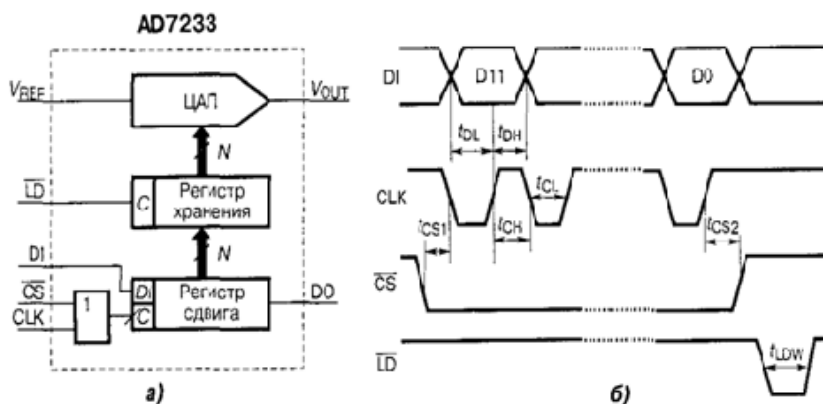 AD7233
VREF
ЦАП
VOUT
N
LD
C
Регистр
хранения
N
DI
CS
CLK
1
DI
C
Регистр
сдвига
DO
а)
DI
D11
D0
tDL
tDH
CLK
tCL
tCS1
tCH
tCS2
CS
LD
tLDW
б)